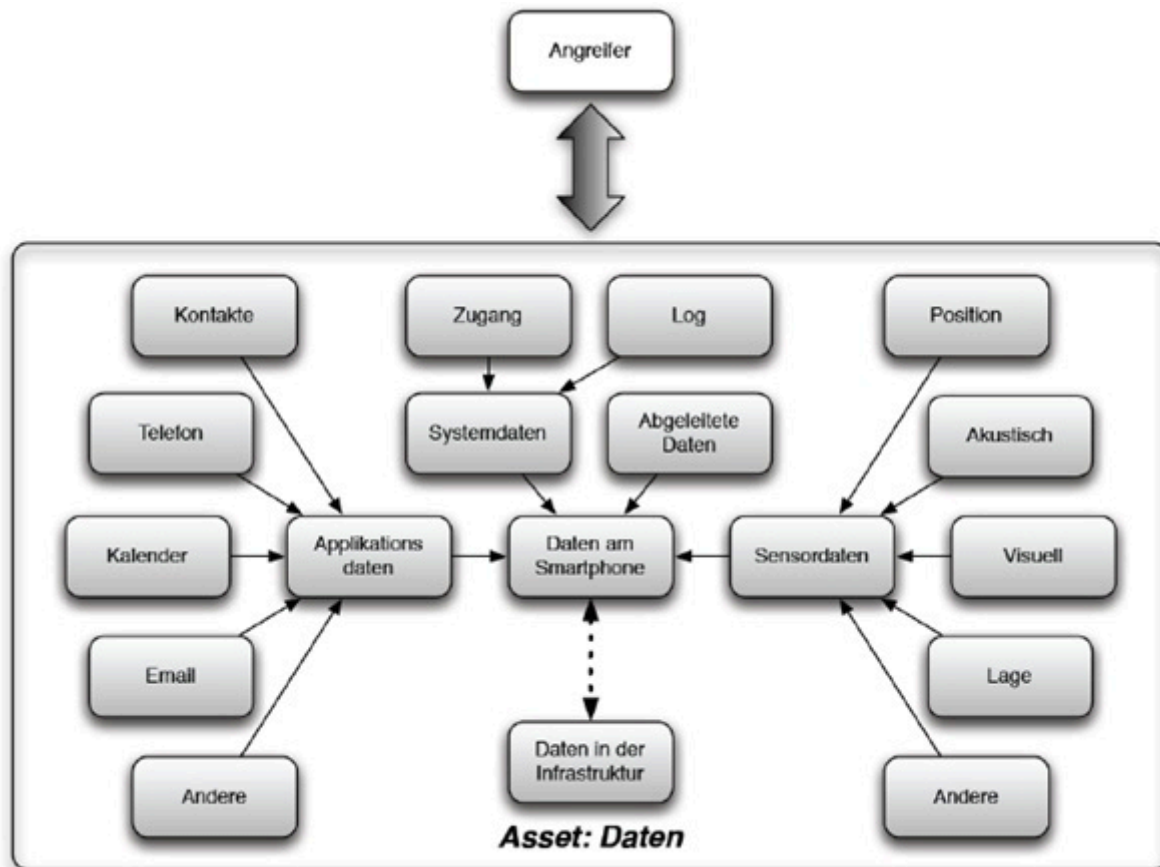 Angreifer
Kontakte
Zugang
Log
Position
Telefon
Systemdaten
Abgeleitete
Daten
Akustisch
Kalender
Applikations
daten
Daten am
Smartphone
Sensordaten
Visuell
Email
Lage
Daten in der
Infrastruktur
Andere
Andere
Asset: Daten